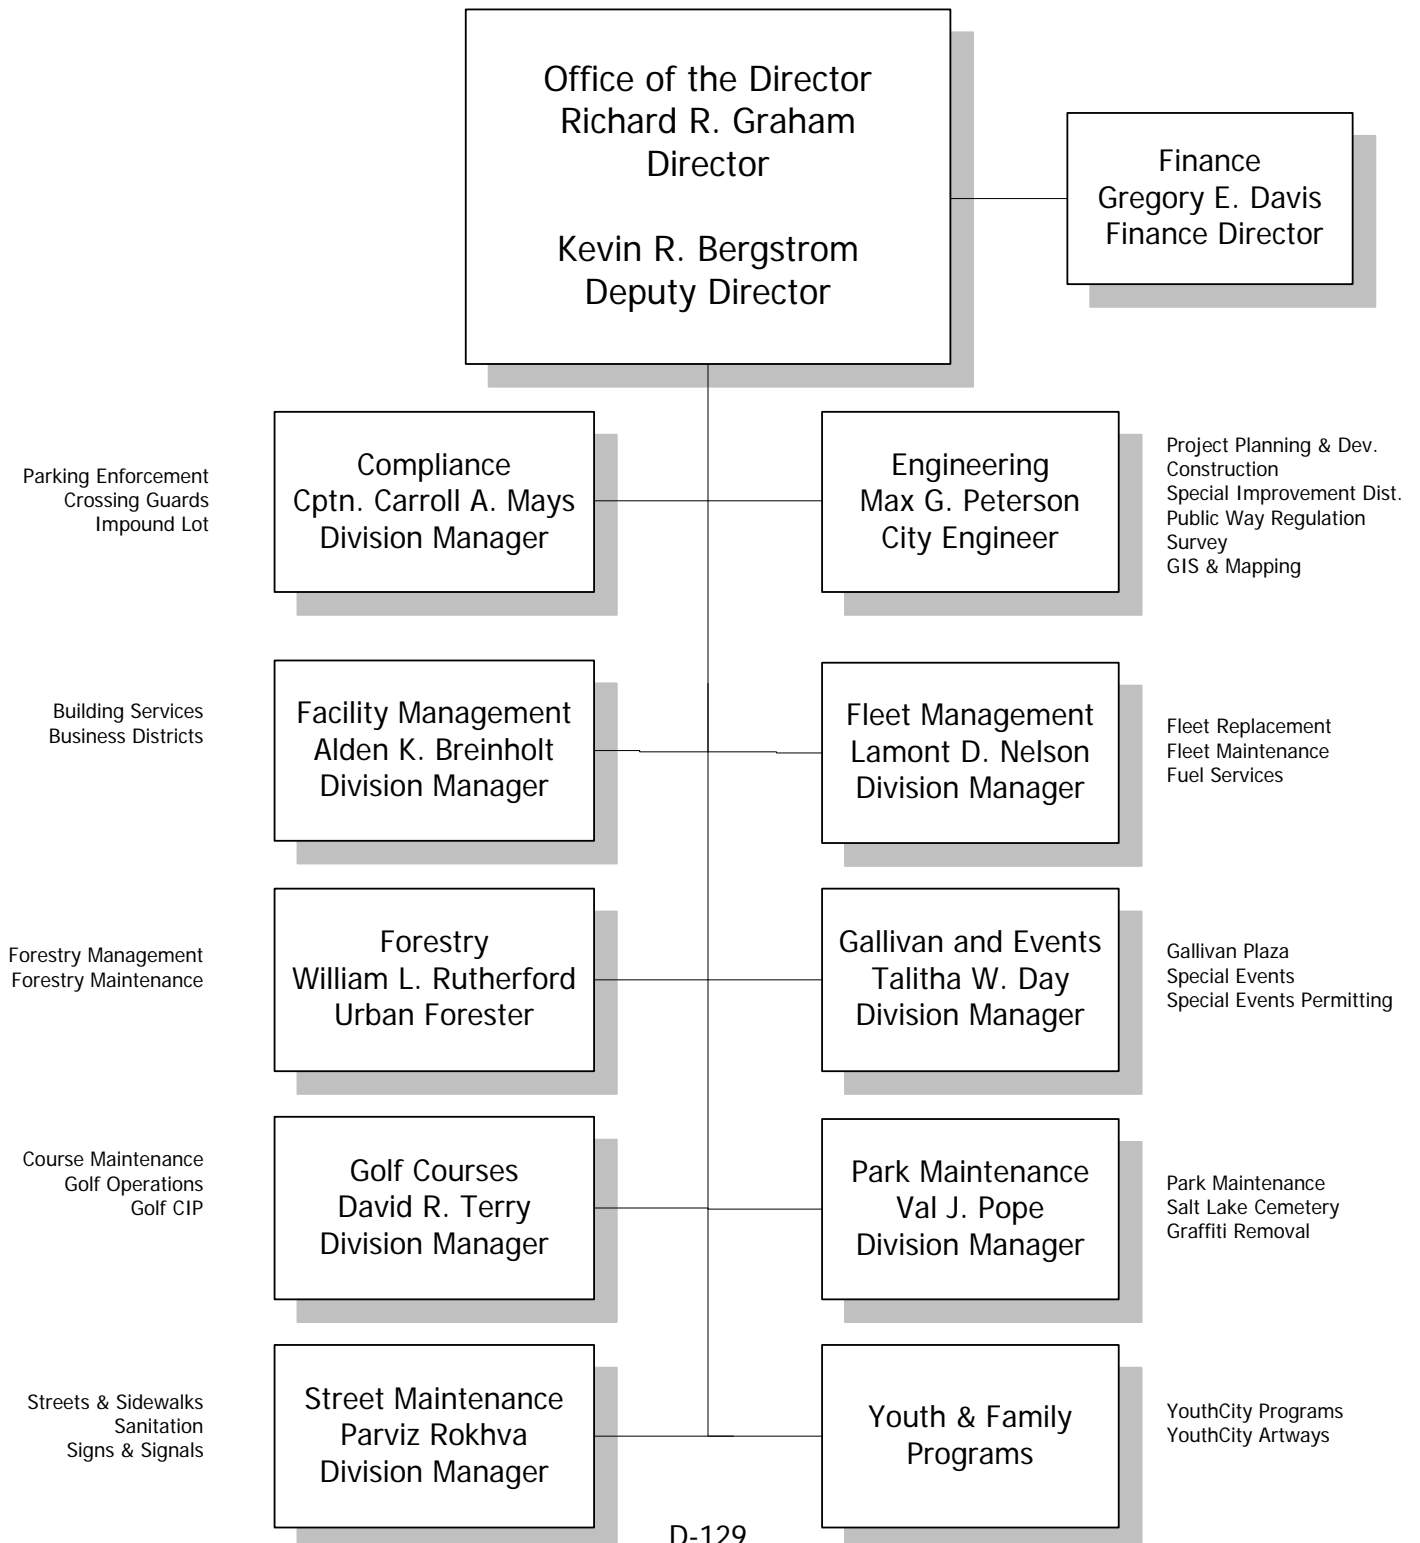 Office of the Director
Richard R. Graham
Director
Kevin R. Bergstrom
Deputy Director
Finance
Gregory E. Davis
Finance Director
Parking Enforcement
Crossing Guards
Impound Lot
Compliance
Cptn. Carroll A. Mays
Division Manager
Engineering
Max G. Peterson
City Engineer
Project Planning & Dev.
Construction
Special Improvement Dist.
Public Way Regulation
Survey
GIS & Mapping
Building Services
Business Districts
Facility Management
Alden K. Breinholt
Division Manager
Fleet Management
Lamont D. Nelson
Division Manager
Fleet Replacement
Fleet Maintenance
Fuel Services
Forestry Management
Forestry Maintenance
Forestry
William L. Rutherford
Urban Forester
Gallivan and Events
Talitha W. Day
Division Manager
Gallivan Plaza
Special Events
Special Events Permitting
Course Maintenance
Golf Operations
Golf CIP
Golf Courses
David R. Terry
Division Manager
Park Maintenance
Val J. Pope
Division Manager
Park Maintenance
Salt Lake Cemetery
Graffiti Removal
Streets & Sidewalks
Sanitation
Signs & Signals
Street Maintenance
Parviz Rokhva
Division Manager
Youth & Family
Programs
YouthCity Programs
YouthCity Artways
D-129